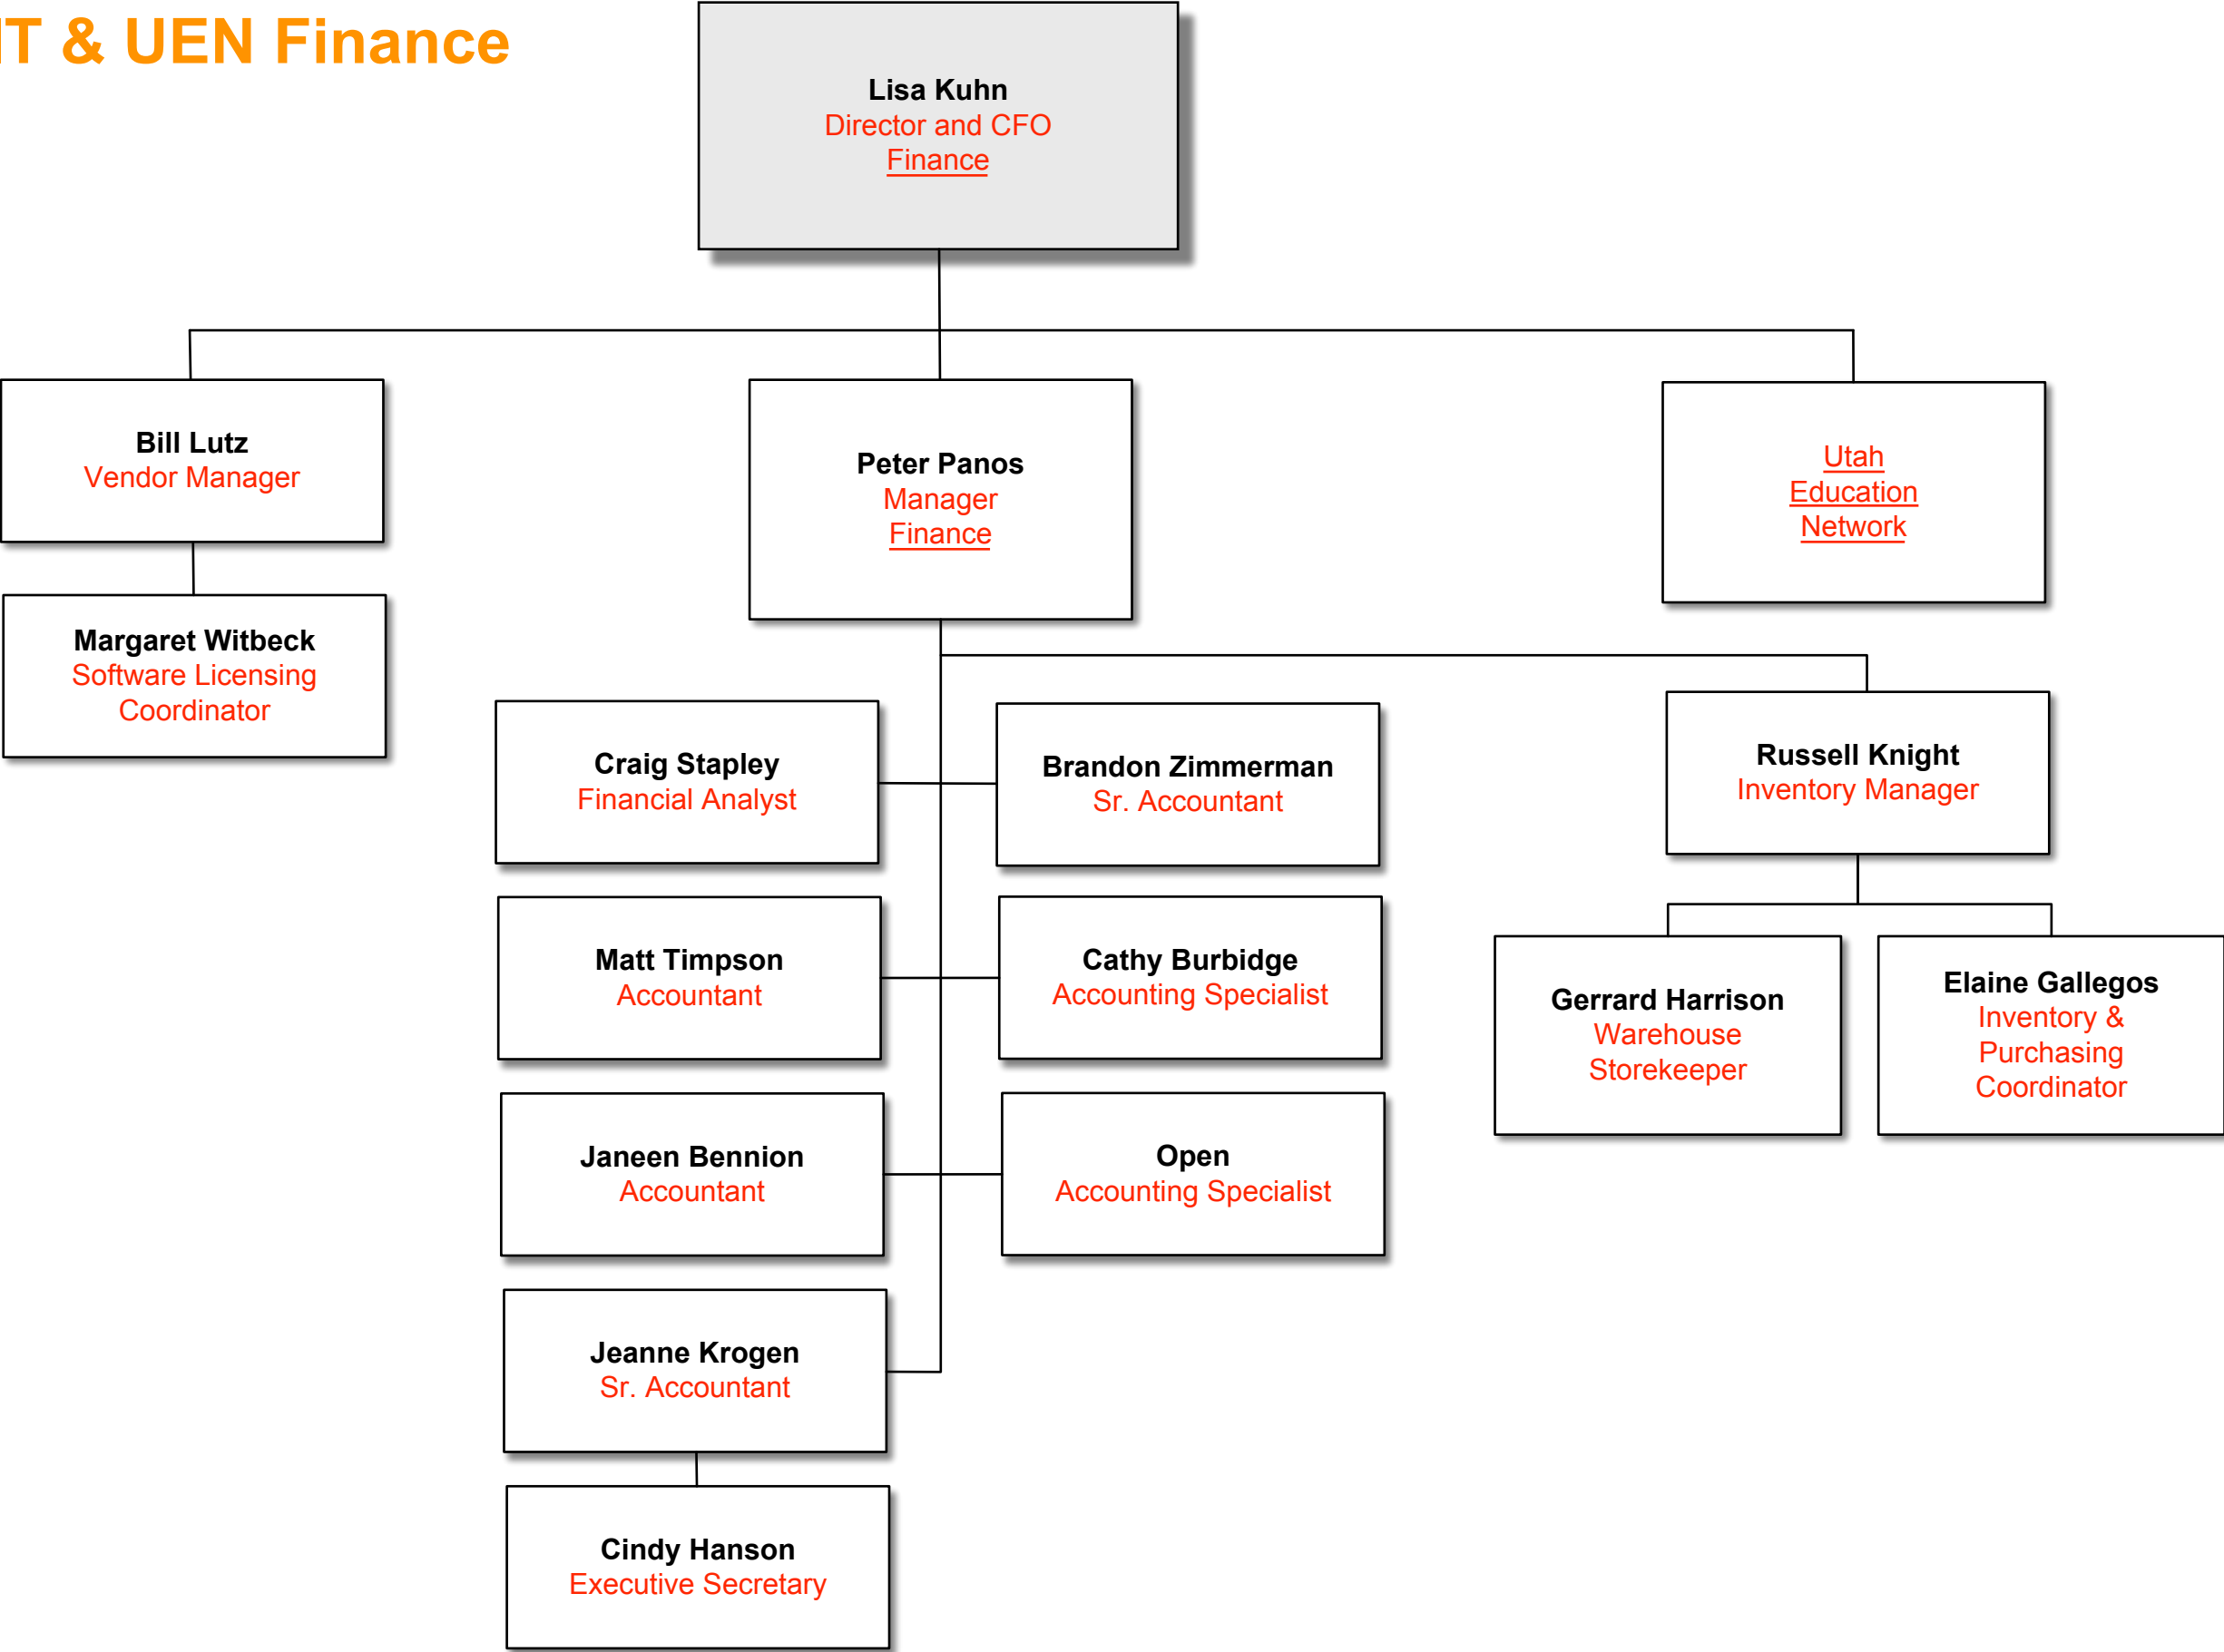 IT & UEN Finance
Lisa Kuhn
Director and CFO
Finance
Bill Lutz
Vendor Manager
Peter Panos
Manager
Finance
Utah
Education
Network
Margaret Witbeck
Software Licensing
Coordinator
Craig Stapley
Financial Analyst
Brandon Zimmerman
Sr. Accountant
Russell Knight
Inventory Manager
Matt Timpson
Accountant
Cathy Burbidge
Accounting Specialist
Gerrard Harrison
Warehouse
Storekeeper
Elaine Gallegos
Inventory &
Purchasing
Coordinator
Janeen Bennion
Accountant
Open
Accounting Specialist
Jeanne Krogen
Sr. Accountant
Cindy Hanson
Executive Secretary